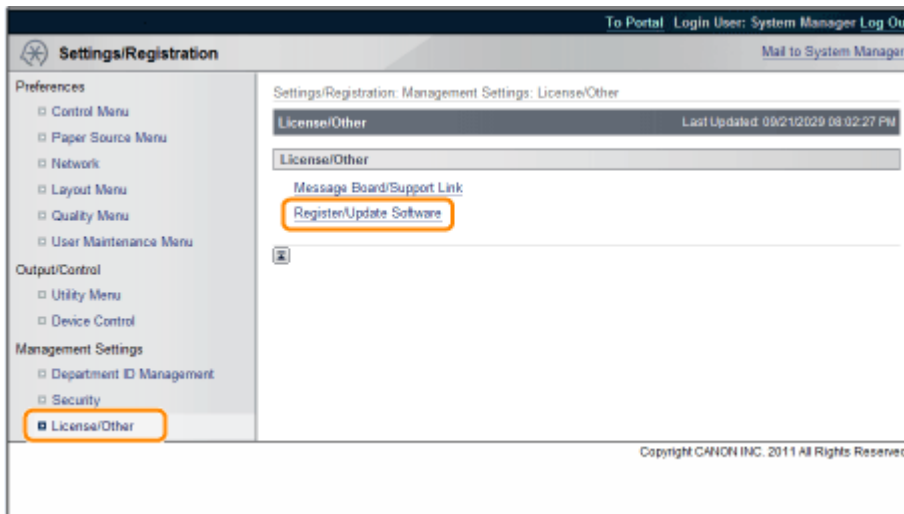 To Portal Login User: System Manager Log Ou
Settings/Registration
Mail to System Manager
Preferences
Control Menu
Paper Source Menu
Network
Layout Menu
Quality Menu
User Maintenance Menu
Output/Control
Utility Menu
Device Control
Management Settings
Department ID Management
Security
License/Other
Settings/Registration: Management Settings: License/Other
License/Other
Last Updated: 09/21/2029 08:02:27 PM
License/Other
Message Board/Support Link
Register/Update Software
Copyright CANON INC. 2011 All Rights Reserved